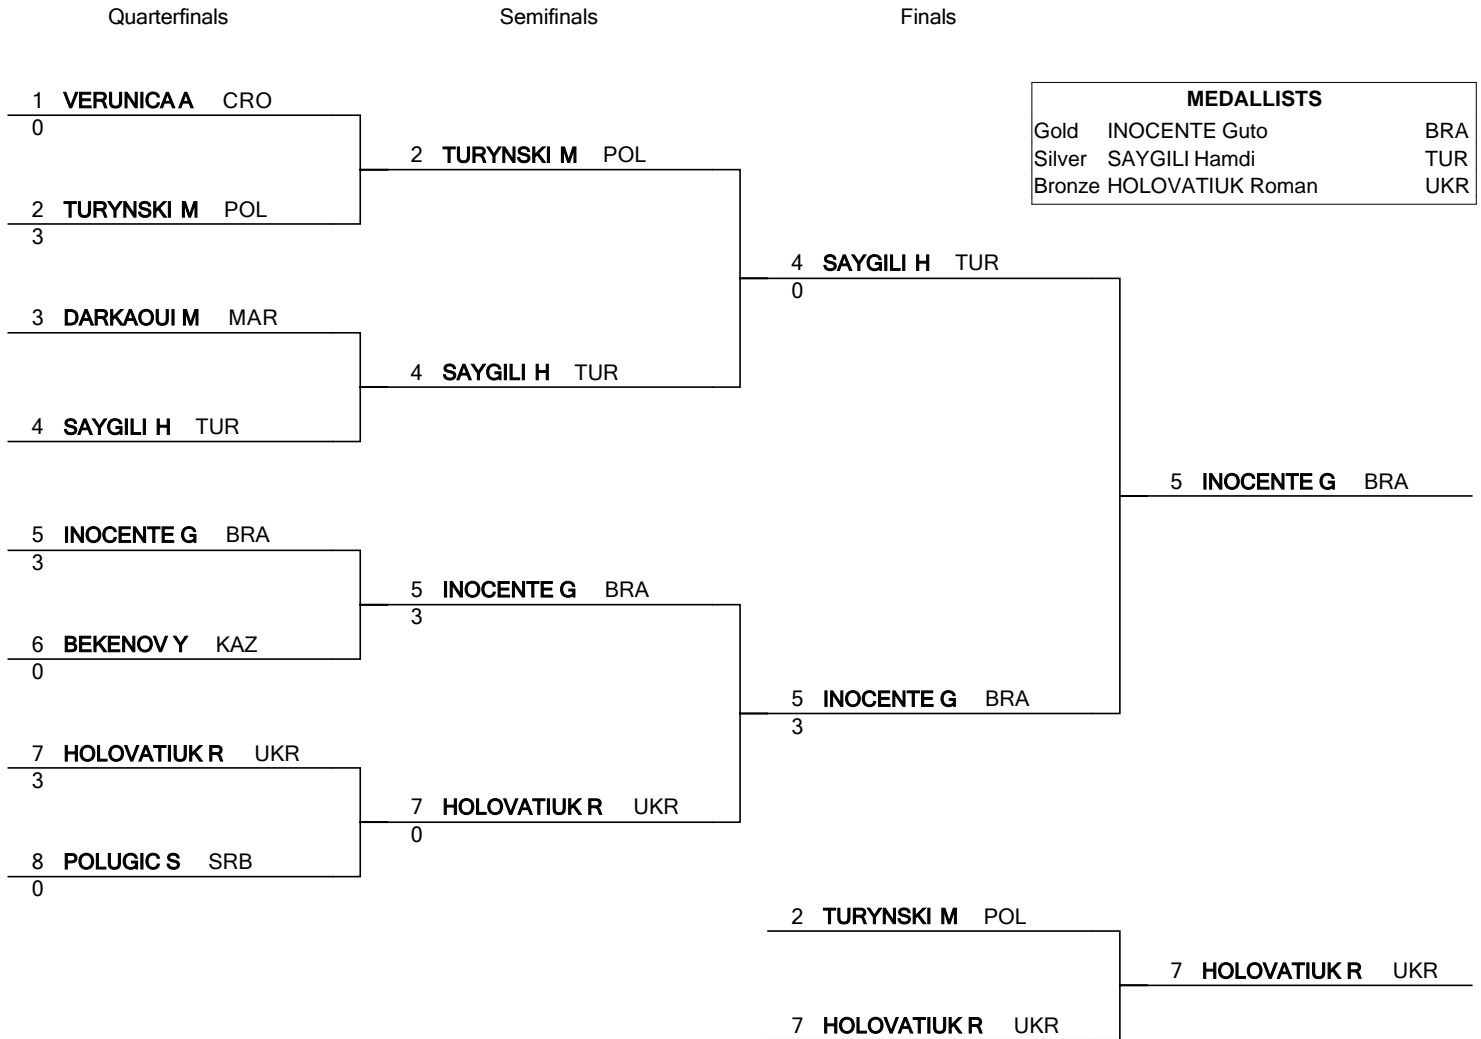 Quarterfinals Semifinals Finals
1 VERUNICA A CRO
0
2 TURYNSKI M POL
3
3 DARKAOUI M MAR
4 SAYGILI H TUR
5 INOCENTE G BRA
3
6 BEKENOV Y KAZ
0
7 HOLOVATIUK R UKR
3
8 POLUGIC S SRB
0
2 TURYNSKI M POL
4 SAYGILI H TUR
5 INOCENTE G BRA
3
7 HOLOVATIUK R UKR
0
4 SAYGILI H TUR
0
5 INOCENTE G BRA
3
5 INOCENTE G BRA
2 TURYNSKI M POL
7 HOLOVATIUK R UKR
7 HOLOVATIUK R UKR
MEDALLISTS
Gold INOCENTE Guto BRA
Silver SAYGILI Hamdi TUR
Bronze HOLOVATIUK Roman UKR